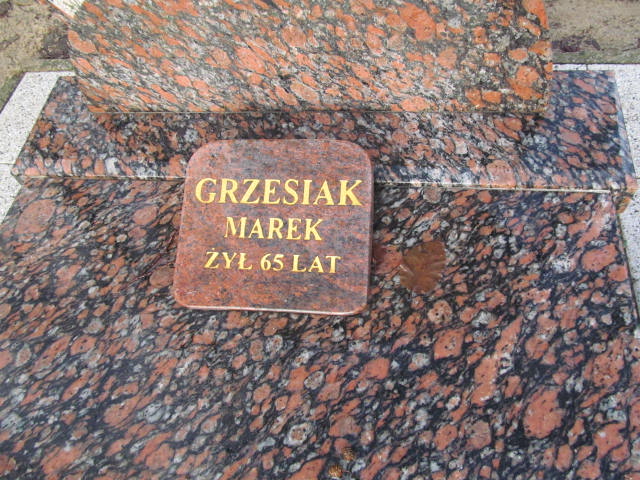 GRZESIAK
MAREK
ŻYŁ 65 LAT